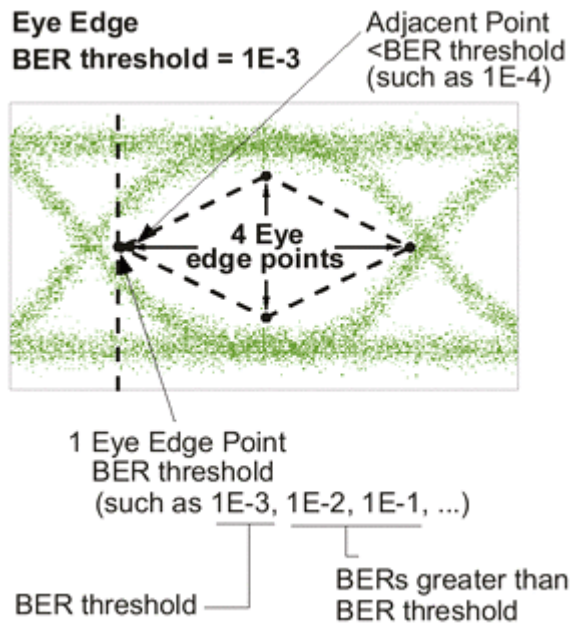 Eye Edge
BER threshold = 1E-3
Adjacent Point
<BER threshold
(such as 1E-4)
4 Eye
edge points
1 Eye Edge Point
BER threshold
(such as 1E-3, 1E-2, 1E-1, ...)
BER threshold
BERs greater than
BER threshold